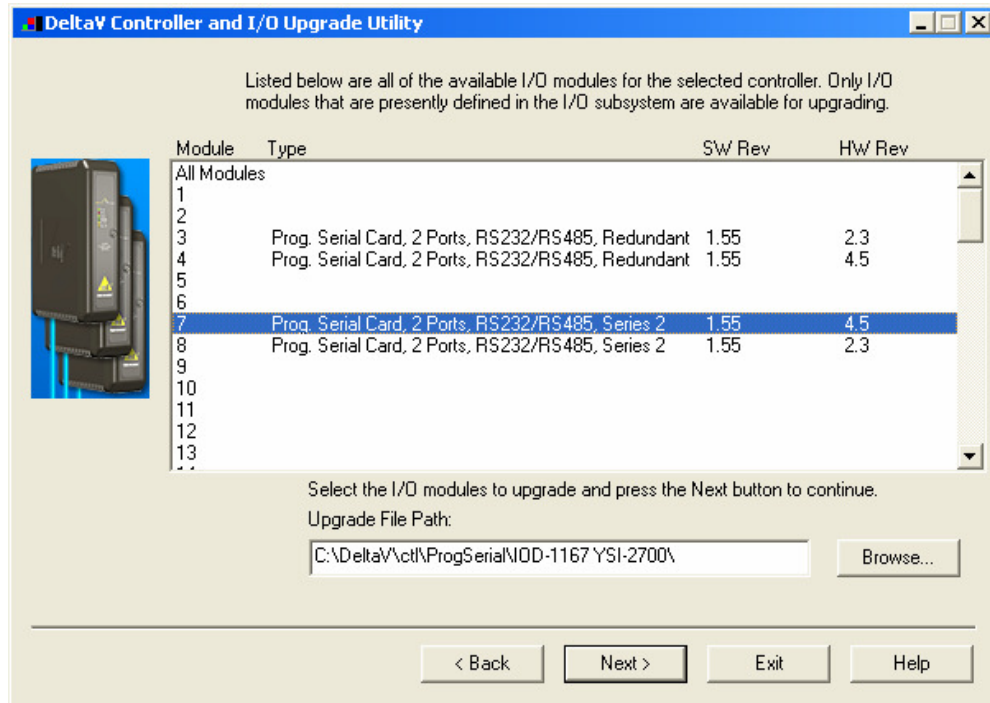 DeltaV Controller and I/O Upgrade Utility
Listed below are all of the available I/O modules for the selected controller. Only I/O
modules that are presently defined in the I/O subsystem are available for upgrading.
Module Type SW Rev HW Rev
All Modules
1
2
3 Prog. Serial Card, 2 Ports, RS232/RS485, Redundant 1.55 2.3
4 Prog. Serial Card, 2 Ports, RS232/RS485, Redundant 1.55 4.5
5
6
7 Prog. Serial Card, 2 Ports, RS232/RS485, Series 2 1.55 4.5
8 Prog. Serial Card, 2 Ports, RS232/RS485, Series 2 1.55 2.3
9
10
11
12
13
Select the I/O modules to upgrade and press the Next button to continue.
Upgrade File Path:
C:\DeltaV\ctl\ProgSerial\IOD-1167 YSI-2700\
Browse...
< Back Next > Exit Help